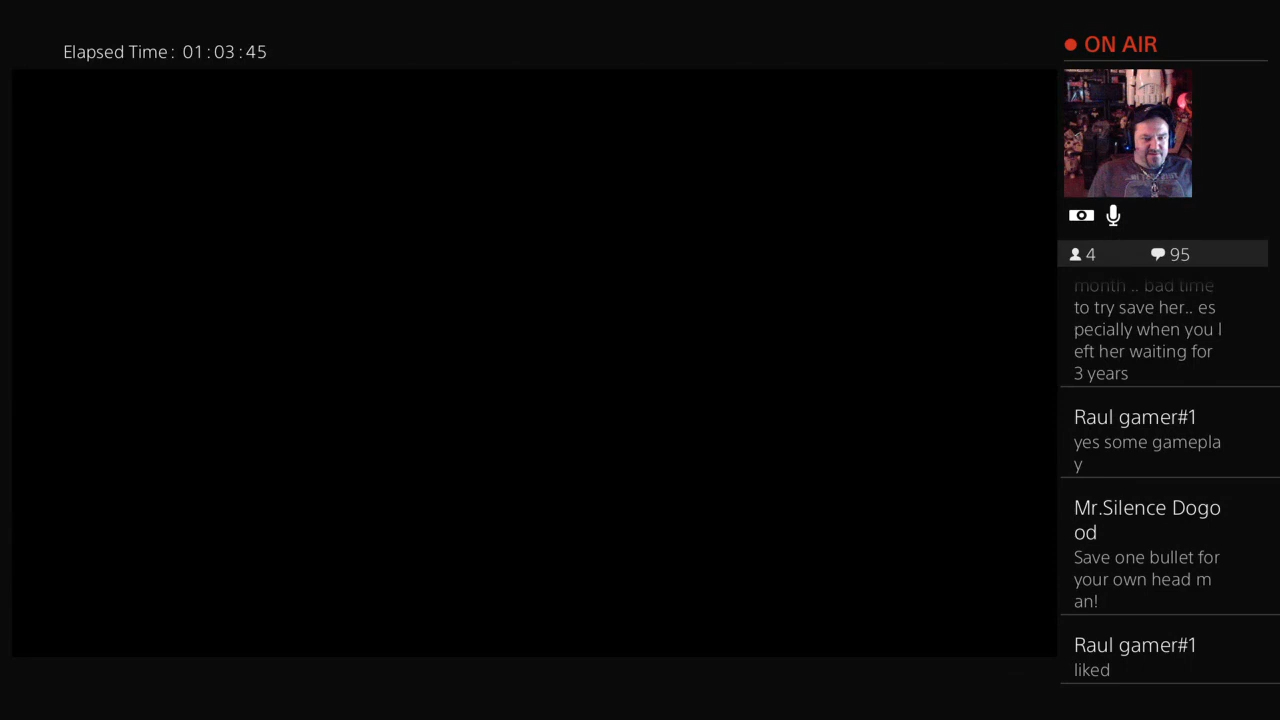 Elapsed Time: 01:03:45
ON AIR
4
95
month .. bad time
to try save her.. es
pecially when you l
eft her waiting for
3 years
Raul gamer#1
yes some gamepla
y
Mr.Silence Dogo
od
Save one bullet for
your own head m
an!
Raul gamer#1
liked